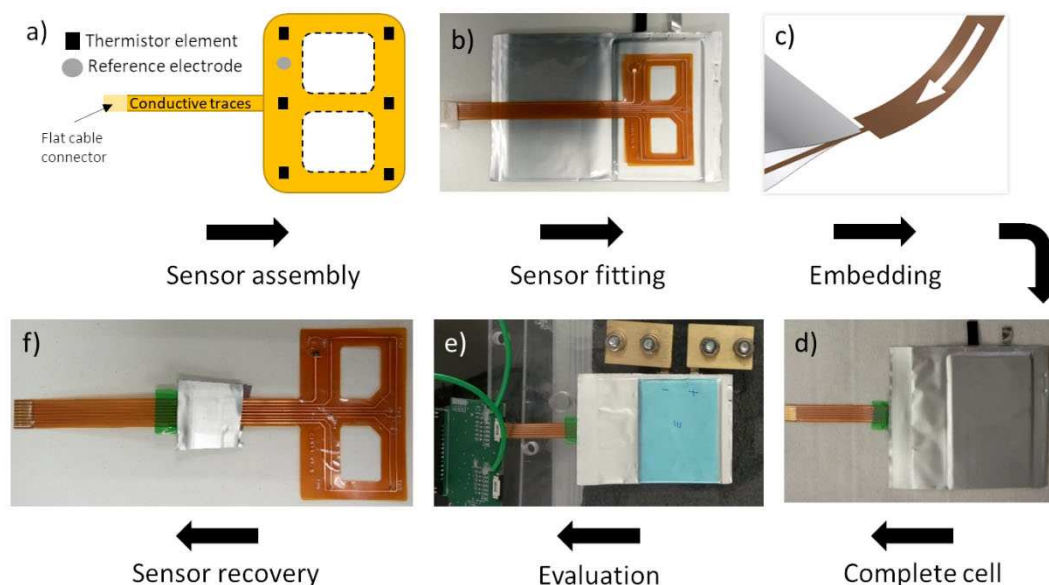 a)
Thermistor element
Reference electrode
Conductive traces
Flat cable
connector
b)
c)
Sensor assembly
Sensor fitting
Embedding
f)
e)
d)
Sensor recovery
Evaluation
Complete cell